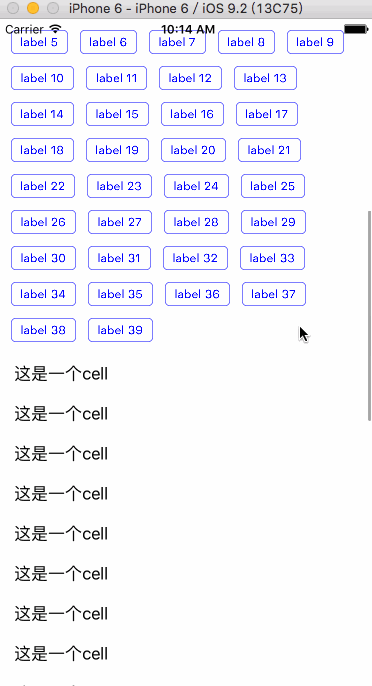 iPhone 6 - iPhone 6 / iOS 9.2 (13C75)
Carrier 10:14 AM
label 5 label 6 label 7 label 8 label 9
label 10 label 11 label 12 label 13
label 14 label 15 label 16 label 17
label 18 label 19 label 20 label 21
label 22 label 23 label 24 label 25
label 26 label 27 label 28 label 29
label 30 label 31 label 32 label 33
label 34 label 35 label 36 label 37
label 38 label 39
这是一个cell
这是一个cell
这是一个cell
这是一个cell
这是一个cell
这是一个cell
这是一个cell
这是一个cell